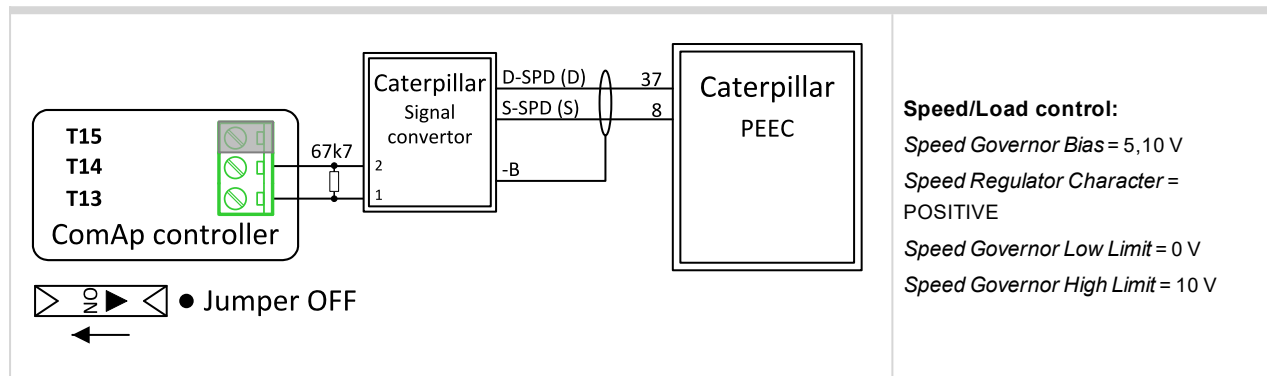 T15
T14
T13
ComAp controller
67k7
2
1
Caterpillar
Signal
convertor
D-SPD (D)
S-SPD (S)
-B
37
8
Caterpillar
PEEC
ON
● Jumper OFF
Speed/Load control:
Speed Governor Bias = 5,10 V
Speed Regulator Character =
POSITIVE
Speed Governor Low Limit = 0 V
Speed Governor High Limit = 10 V